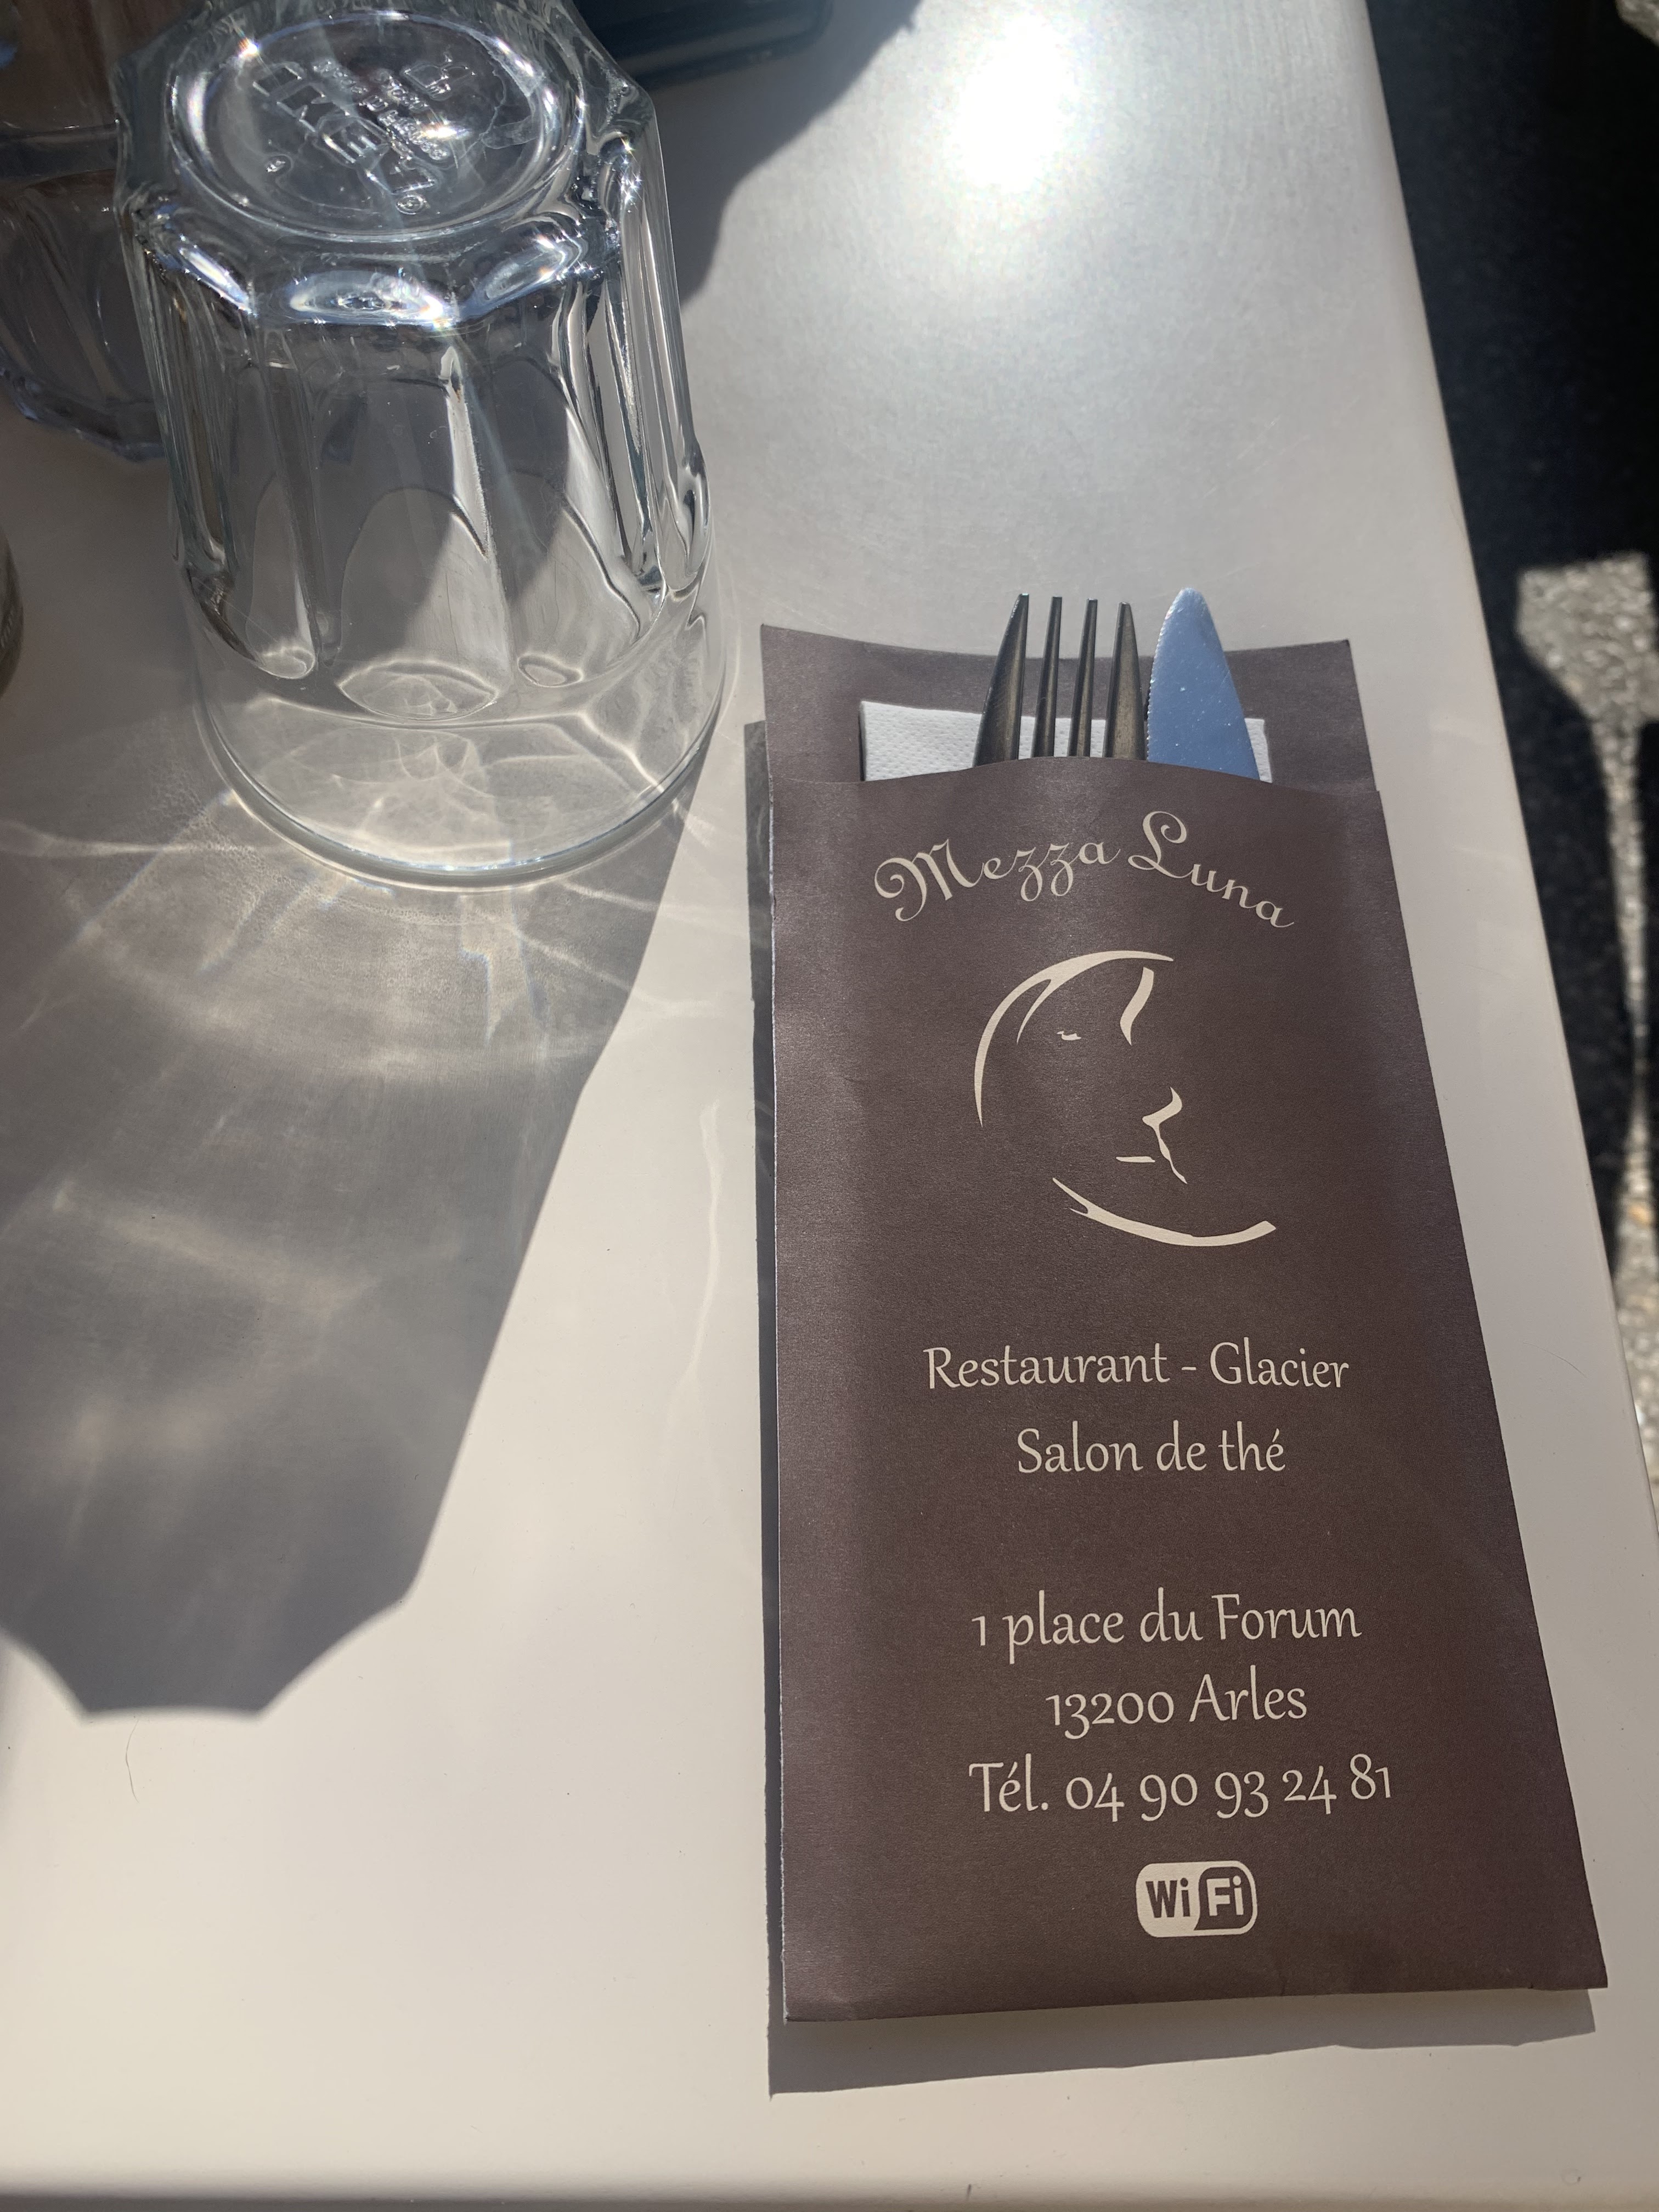 Mezza Luna
Restaurant - Glacier
Salon de thé
1 place du Forum
13200 Arles
Tél. 04 90 93 24 81
WiFi